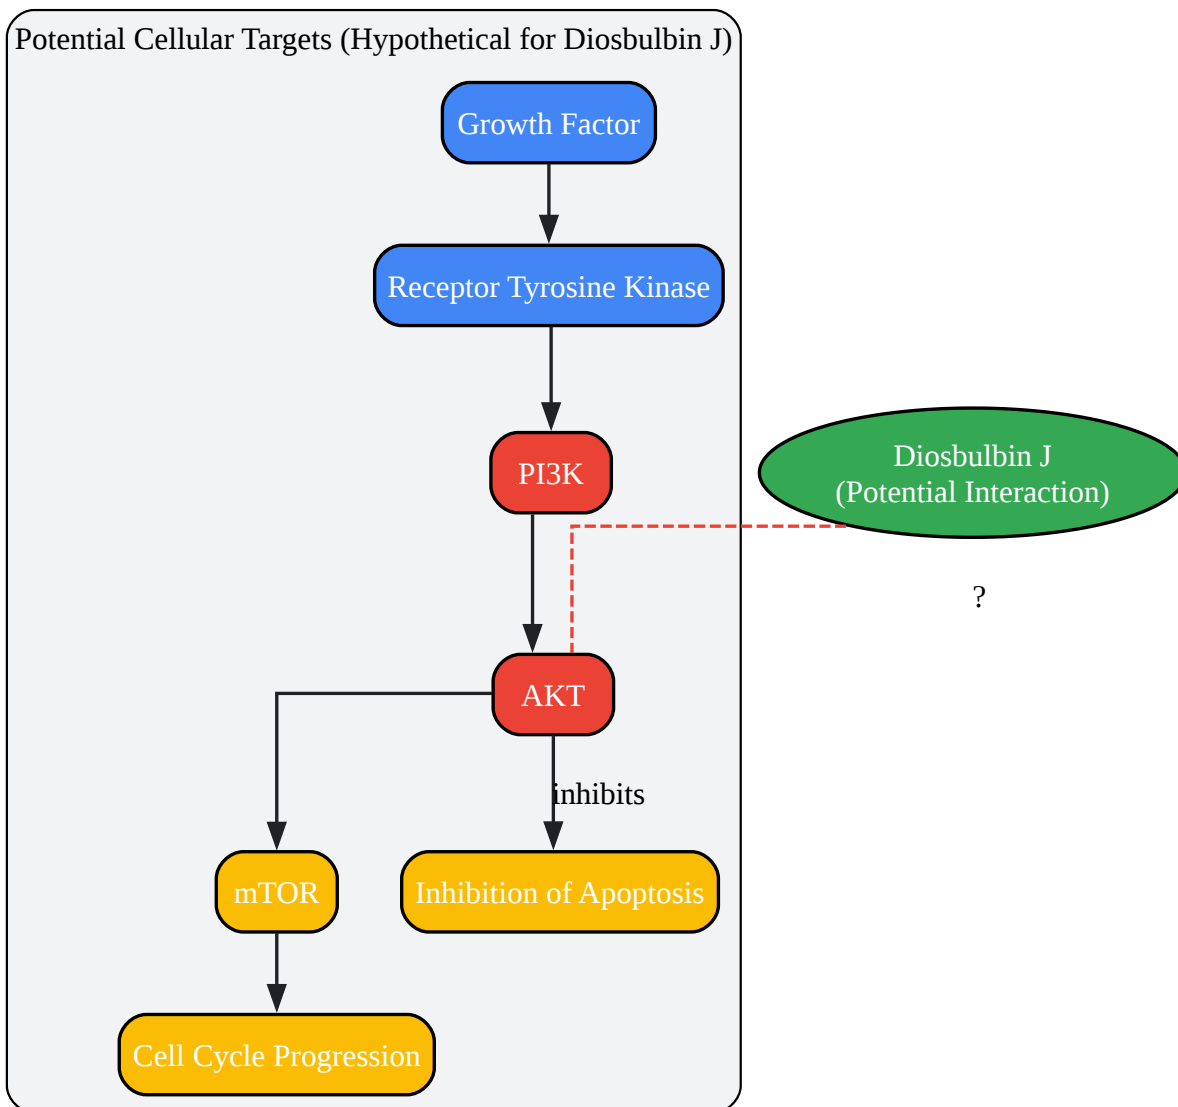 Potential Cellular Targets (Hypothetical for Diosbulbin J)
Growth Factor
Receptor Tyrosine Kinase
PI3K
Diosbulbin J
(Potential Interaction)
?
AKT
inhibits
mTOR
Inhibition of Apoptosis
Cell Cycle Progression